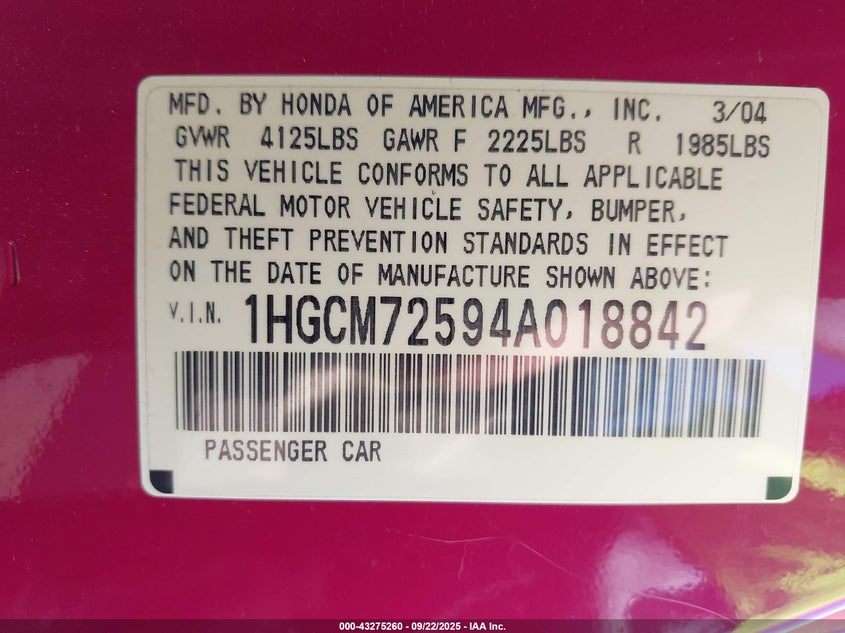 MFD. BY HONDA OF AMERICA MFG., INC. 3/04
GVWR 4125LBS GAWR F 2225LBS R 1985LBS
THIS VEHICLE CONFORMS TO ALL APPLICABLE
FEDERAL MOTOR VEHICLE SAFETY, BUMPER,
AND THEFT PREVENTION STANDARDS IN EFFECT
ON THE DATE OF MANUFACTURE SHOWN ABOVE:
V.I.N. 1HGCM72594A018842
PASSENGER CAR
000-43275260 - 09/22/2025 - IAA Inc.